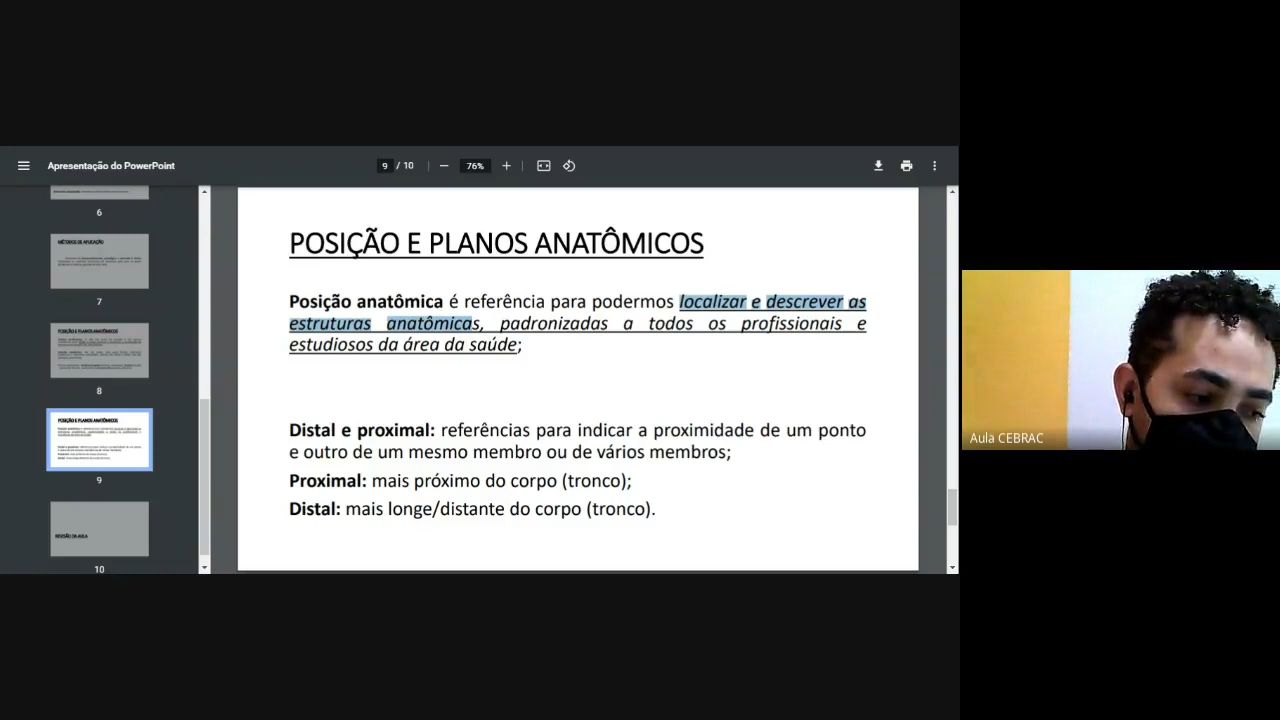 Apresentação do PowerPoint
9 / 10
76%
6
MÉTODOS DE APLICAÇÃO
7
POSIÇÃO E PLANOS ANATÔMICOS
8
POSIÇÃO E PLANOS ANATÔMICOS
9
REVISÃO DA AULA
10
POSIÇÃO E PLANOS ANATÔMICOS
Posição anatômica é referência para podermos localizar e descrever as
estruturas anatômicas, padronizadas a todos os profissionais e
estudiosos da área da saúde;
Distal e proximal: referências para indicar a proximidade de um ponto
e outro de um mesmo membro ou de vários membros;
Proximal: mais próximo do corpo (tronco);
Distal: mais longe/distante do corpo (tronco).
Aula CEBRAC